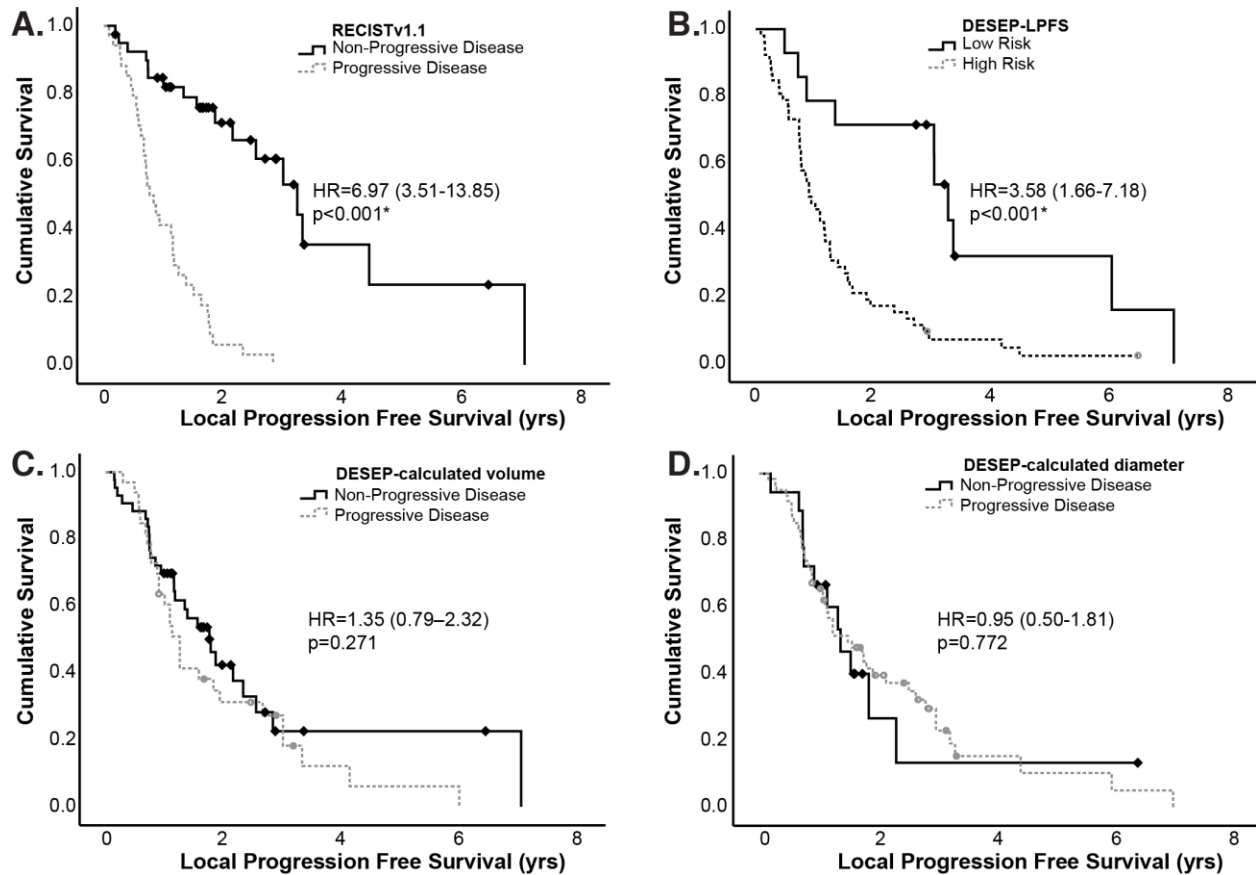 A.
RECISTv1.1
Non-Progressive Disease
Progressive Disease
HR=6.97 (3.51-13.85)
p<0.001*
Cumulative Survival
1.0
0.8
0.6
0.4
0.2
0.0
0 2 4 6 8
Local Progression Free Survival (yrs)
B.
DESEP-LPFS
Low Risk
High Risk
HR=3.58 (1.66-7.18)
p<0.001*
Cumulative Survival
1.0
0.8
0.6
0.4
0.2
0.0
0 2 4 6 8
Local Progression Free Survival (yrs)
C.
DESEP-calculated volume
Non-Progressive Disease
Progressive Disease
HR=1.35 (0.79–2.32)
p=0.271
Cumulative Survival
1.0
0.8
0.6
0.4
0.2
0.0
0 2 4 6 8
Local Progression Free Survival (yrs)
D.
DESEP-calculated diameter
Non-Progressive Disease
Progressive Disease
HR=0.95 (0.50-1.81)
p=0.772
Cumulative Survival
1.0
0.8
0.6
0.4
0.2
0.0
0 2 4 6 8
Local Progression Free Survival (yrs)